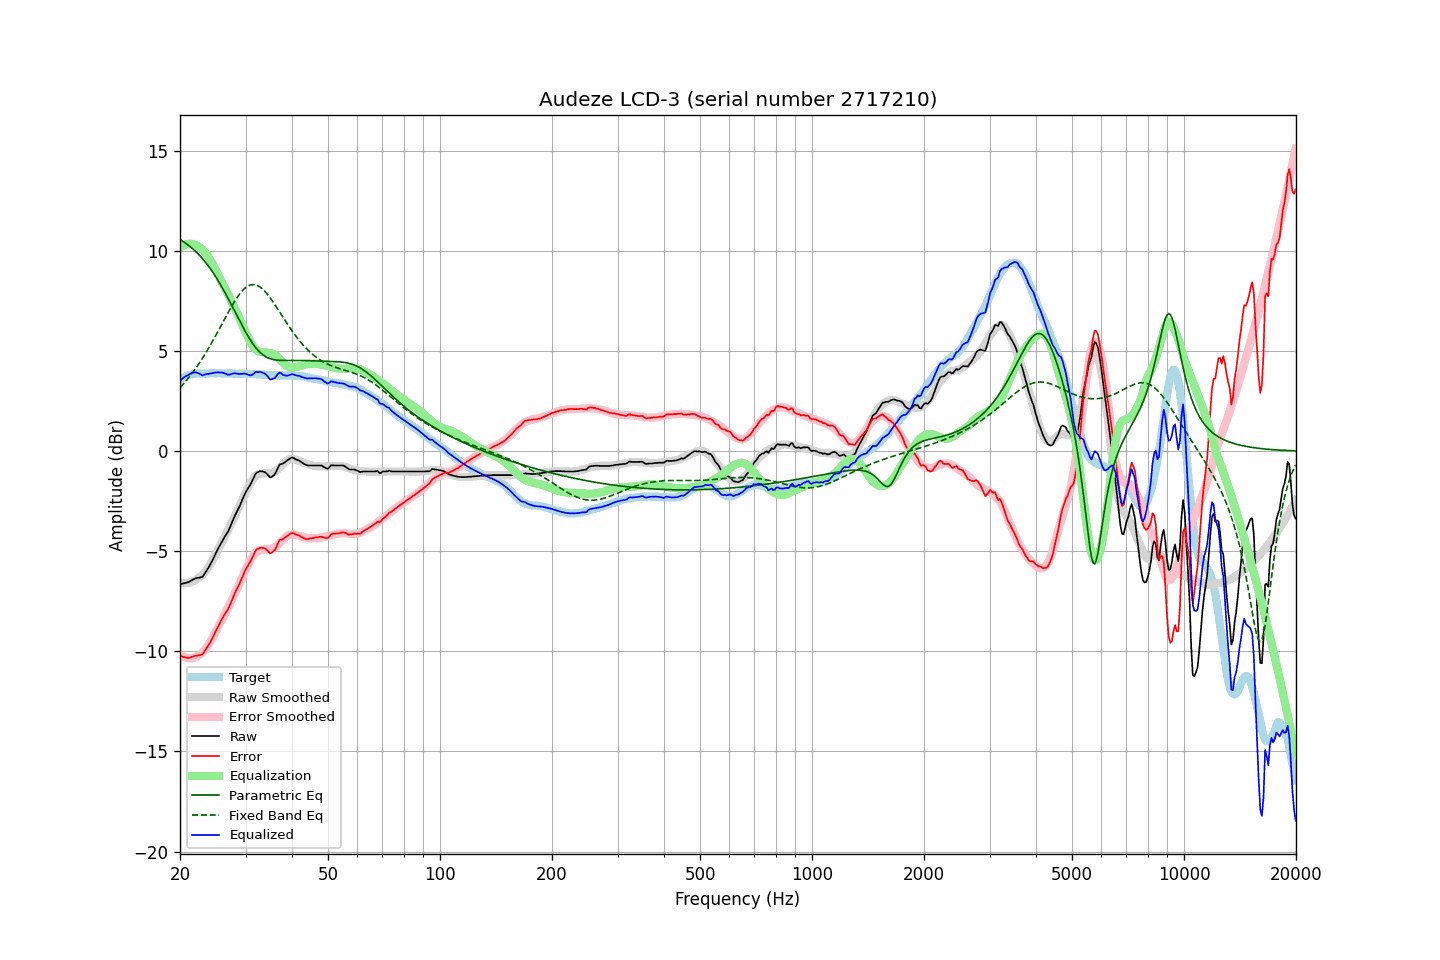 Audeze LCD-3 (serial number 2717210)
15
10
5
0
−5
−10
−15
−20
Amplitude (dBr)
Target
Raw Smoothed
Error Smoothed
Raw
Error
Equalization
Parametric Eq
Fixed Band Eq
Equalized
20 50 100 200 500 1000 2000 5000 10000 20000
Frequency (Hz)